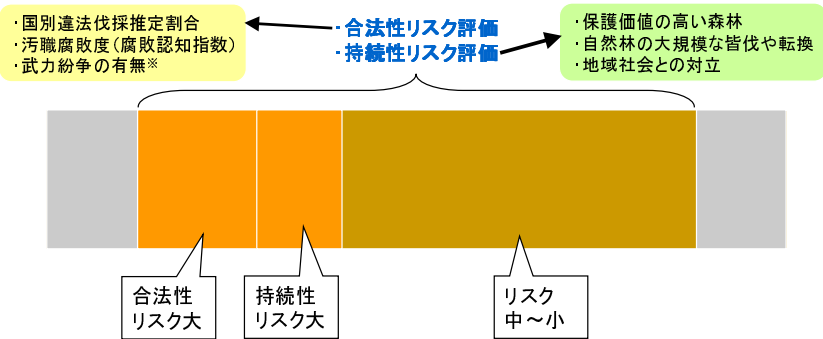 ・国別違法伐採推定割合
・汚職腐敗度（腐敗認知指数）
・武力紛争の有無※
・合法性リスク評価
・持続性リスク評価
・保護価値の高い森林
・自然林の大規模な皆伐や転換
・地域社会との対立
合法性
リスク大
持続性
リスク大
リスク
中～小